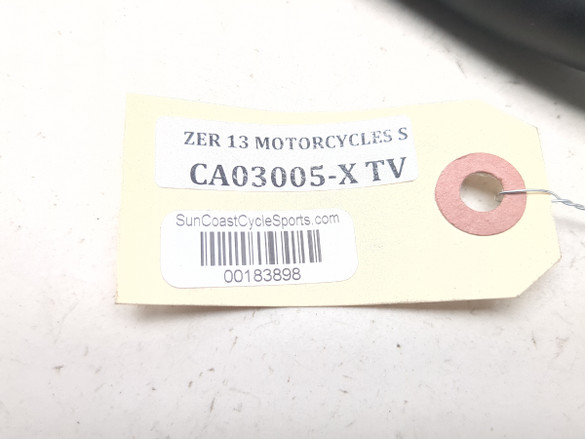 ZER 13 MOTORCYCLES S
CA03005-X TV
SunCoastCycleSports.com
00183898